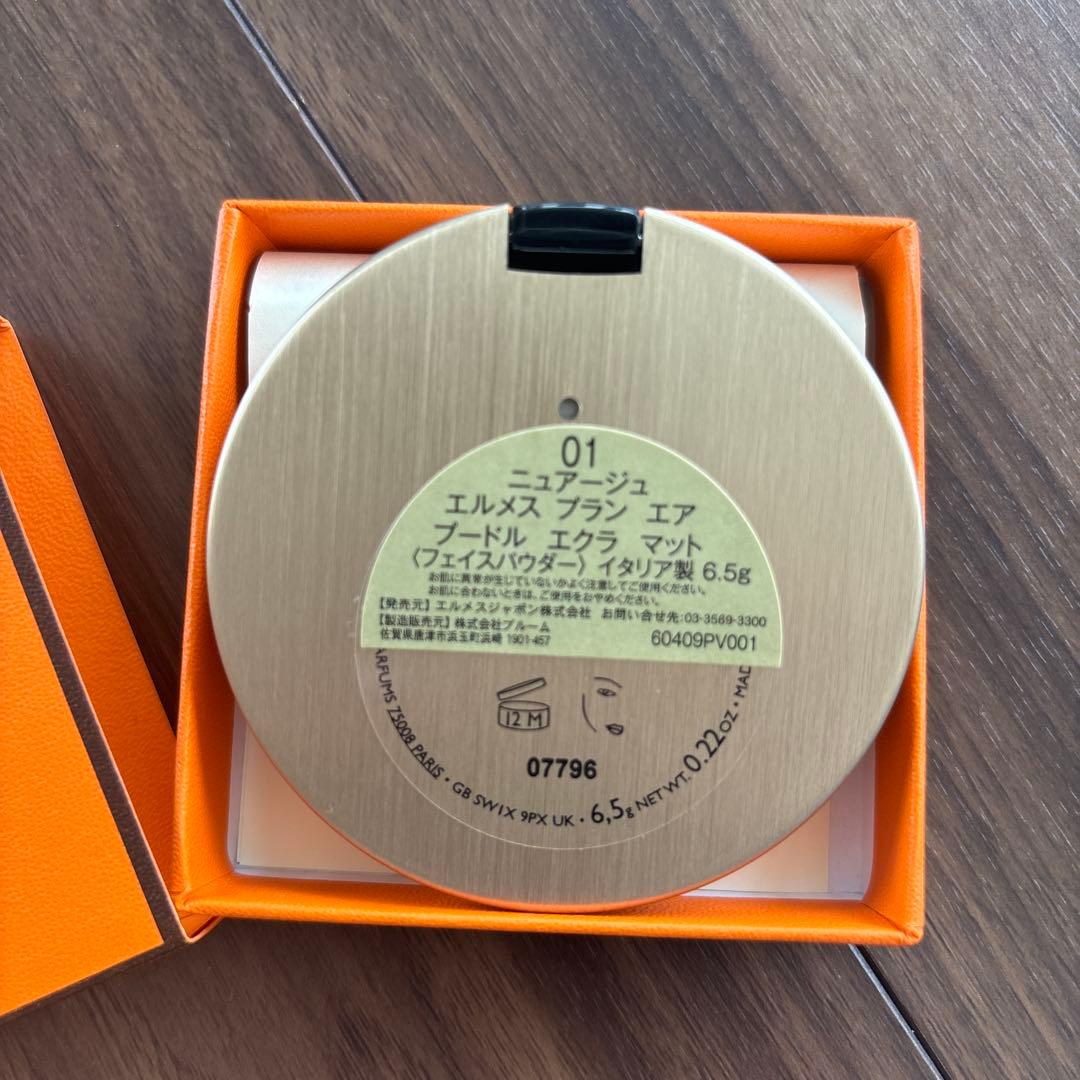 01
ニュアージュ
エルメス プラン エア
プードル エクラ マット
〈フェイスパウダー〉 イタリア製 6.5g
お肌に異常が生じていないかよく注意してご使用ください。
お肌に合わないときは、ご使用をおやめください。
【発売元】エルメスジャポン株式会社 お問い合せ先:03-3569-3300
【製造販売元】株式会社ブルーム
佐賀県唐津市浜玉町浜崎 1901-457 60409PV001
12 M
07796
ARFUMS 75008 PARIS • GB SW1X 9PX UK • 6,5g NET WT. 0.22 OZ • MAD